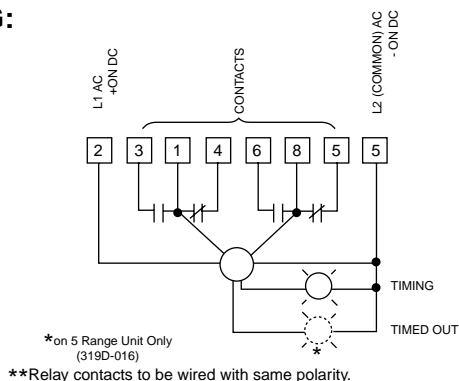 G:
L1 AC
+ON DC
CONTACTS
L2 (COMMON) AC
- ON DC
2 3 1 4 6 8 5 5
TIMING
TIMED OUT
*
*on 5 Range Unit Only
(319D-016)
**Relay contacts to be wired with same polarity.